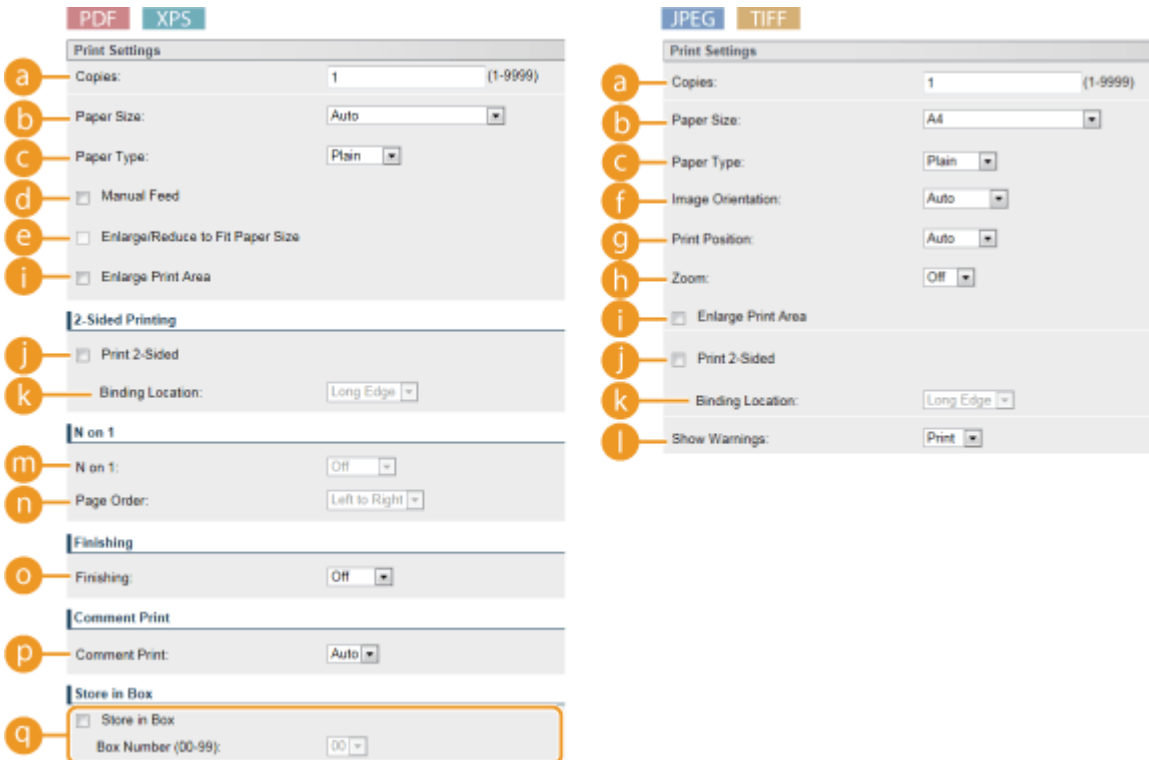 PDF XPS
Print Settings
a Copies: 1 (1-9999)
b Paper Size: Auto
c Paper Type: Plain
d Manual Feed
e Enlarge/Reduce to Fit Paper Size
i Enlarge Print Area
2-Sided Printing
j Print 2-Sided
k Binding Location: Long Edge
N on 1
m N on 1: Off
n Page Order: Left to Right
Finishing
o Finishing: Off
Comment Print
p Comment Print: Auto
Store in Box
q Store in Box
Box Number (00-99): 00
JPEG TIFF
Print Settings
a Copies: 1 (1-9999)
b Paper Size: A4
c Paper Type: Plain
f Image Orientation: Auto
g Print Position: Auto
h Zoom: Off
i Enlarge Print Area
j Print 2-Sided
k Binding Location: Long Edge
l Show Warnings: Print